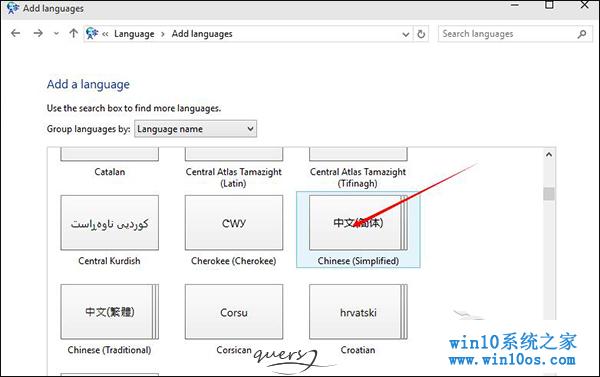 Add languages
Language
Add languages
Search languages
Add a language
Use the search box to find more languages.
Group languages by: Language name
Catalan
Central Atlas Tamazight (Latin)
Central Atlas Tamazight (Tifinagh)
کوردیی ناوەڕاست
ᏣᎳᎩ
中文(简体)
Central Kurdish
Cherokee (Cherokee)
Chinese (Simplified)
中文(繁體)
Corsu
hrvatski
Chinese (Traditional)
Corsican
Croatian
win10系统之家
www.win10os.com